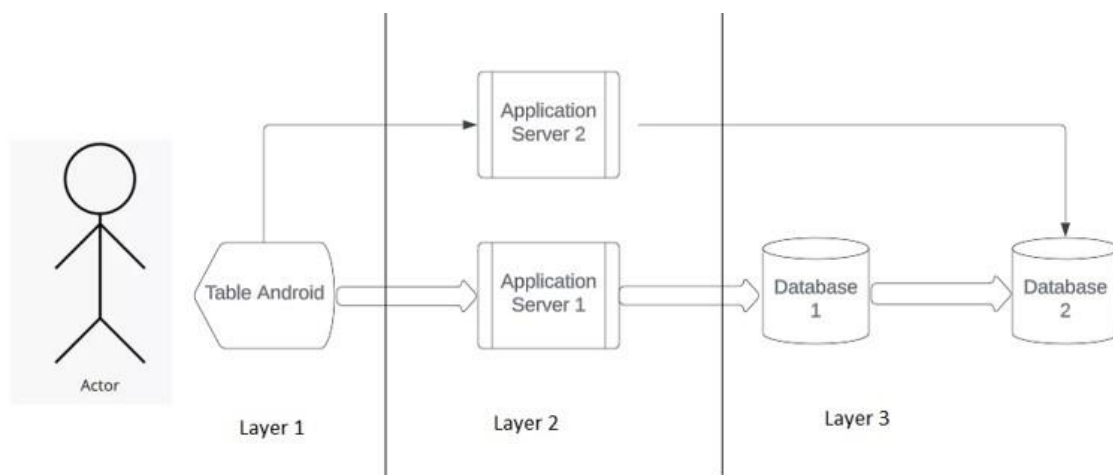 Application
Server 2
Table Android
Application
Server 1
Database
1
Database
2
Actor
Layer 1
Layer 2
Layer 3